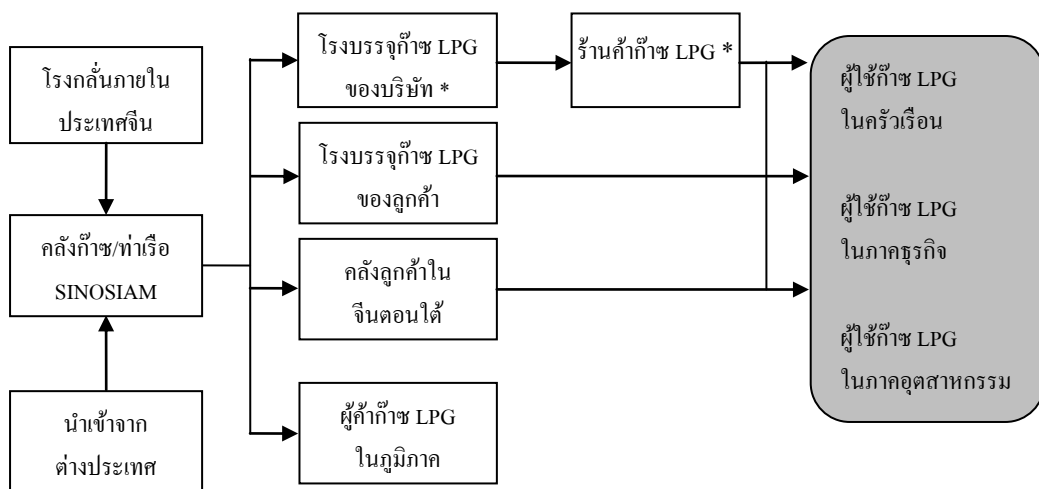 โรงกลั่นภายใน
ประเทศจีน
คลังก๊าซ/ท่าเรือ
SINOSIAM
นำเข้าจาก
ต่างประเทศ
โรงบรรจุก๊าซ LPG
ของบริษัท *
ร้านค้าก๊าซ LPG *
โรงบรรจุก๊าซ LPG
ของลูกค้า
คลังลูกค้าใน
จีนตอนใต้
ผู้ค้าก๊าซ LPG
ในภูมิภาค
ผู้ใช้ก๊าซ LPG
ในครัวเรือน
ผู้ใช้ก๊าซ LPG
ในภาคธุรกิจ
ผู้ใช้ก๊าซ LPG
ในภาคอุตสาหกรรม